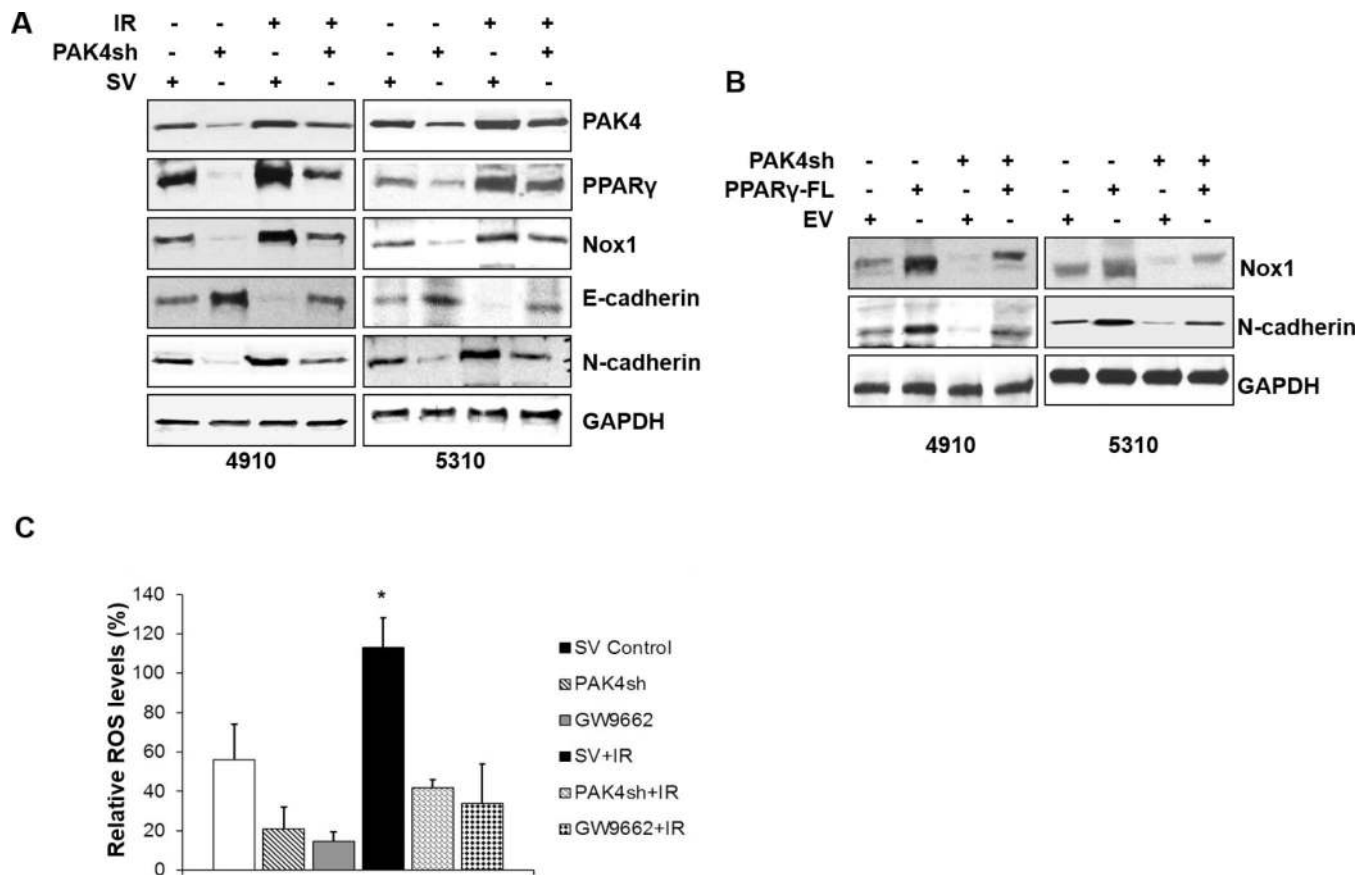 A
IR - - + + - - + +
PAK4sh - + - + - + - +
SV + - + - + - + -
PAK4
PPARγ
Nox1
E-cadherin
N-cadherin
GAPDH
4910 5310
B
PAK4sh - - + + - - + +
PPARγ-FL - + - + - + - +
EV + - + - + - + -
Nox1
N-cadherin
GAPDH
4910 5310
C
Relative ROS levels (%)
140
120
100
80
60
40
20
0
*
SV Control
PAK4sh
GW9662
SV+IR
PAK4sh+IR
GW9662+IR